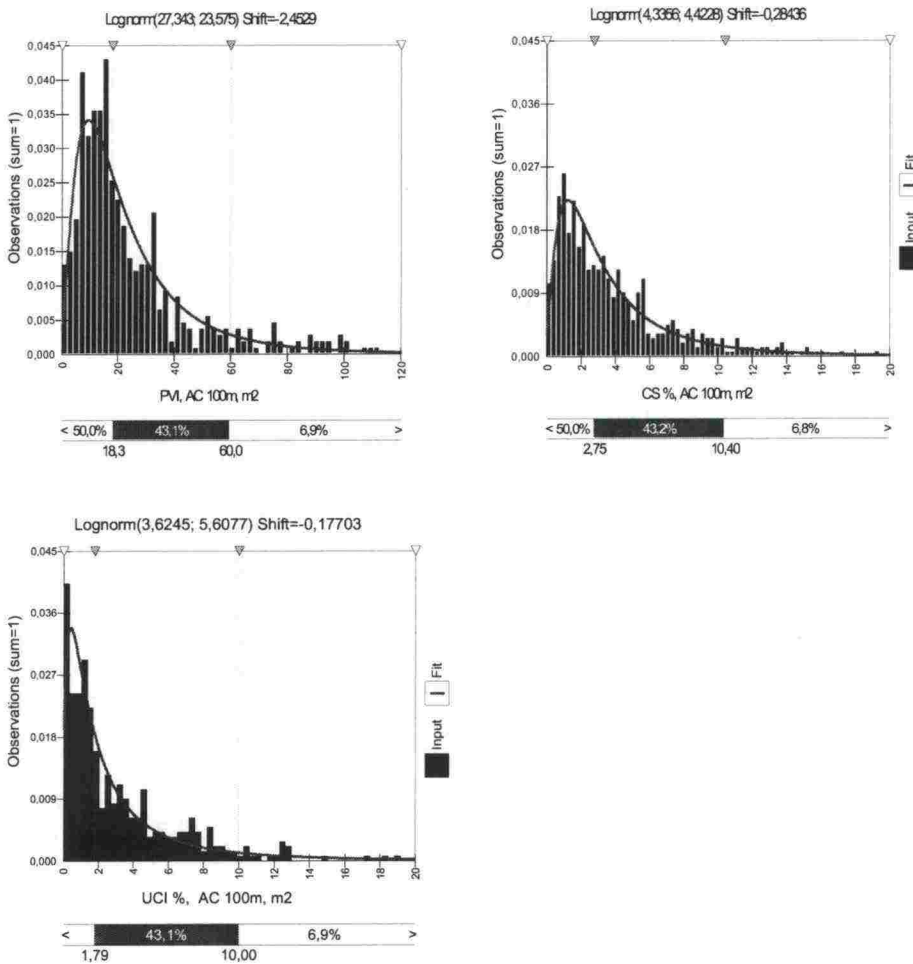 Lognorm(27,343; 23,575) Shift=-2,4529
0,045
0,040
0,035
0,030
0,025
0,020
0,015
0,010
0,005
0,000
Observations (sum=1)
0 20 40 60 80 100 120
PVI, AC 100m, m2
< 50,0% 43,1% 6,9% >
18,3 60,0
Lognorm(4,3356; 4,4228) Shift=-0,28436
0,045
0,036
0,027
0,018
0,009
0,000
Observations (sum=1)
0 2 4 6 8 10 12 14 16 18 20
CS %, AC 100m, m2
< 50,0% 43,2% 6,8% >
2,75 10,40
Input Fit
Lognorm(3,6245; 5,6077) Shift=-0,17703
0,045
0,036
0,027
0,018
0,009
0,000
Observations (sum=1)
0 2 4 6 8 10 12 14 16 18 20
UCI %, AC 100m, m2
< 43,1% 6,9% >
1,79 10,00
Input Fit